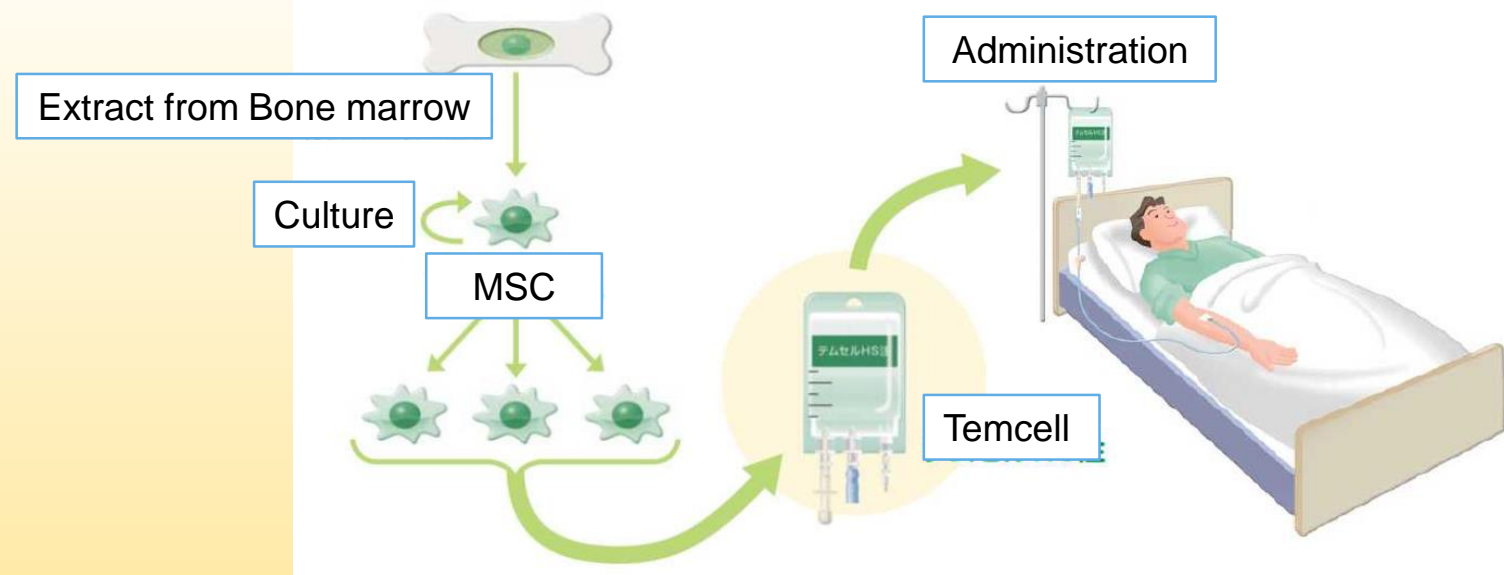 Extract from Bone marrow
Culture
MSC
テムセルHS注
Temcell
Administration